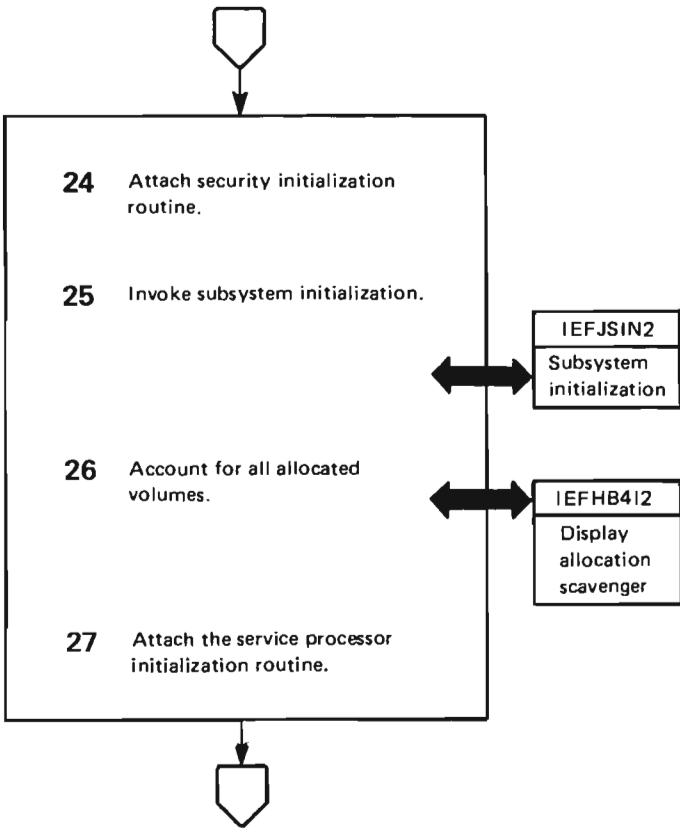 24 Attach security initialization
routine.
25 Invoke subsystem initialization.
IEFJSIN2
Subsystem
initialization
26 Account for all allocated
volumes.
IEFHB4I2
Display
allocation
scavenger
27 Attach the service processor
initialization routine.